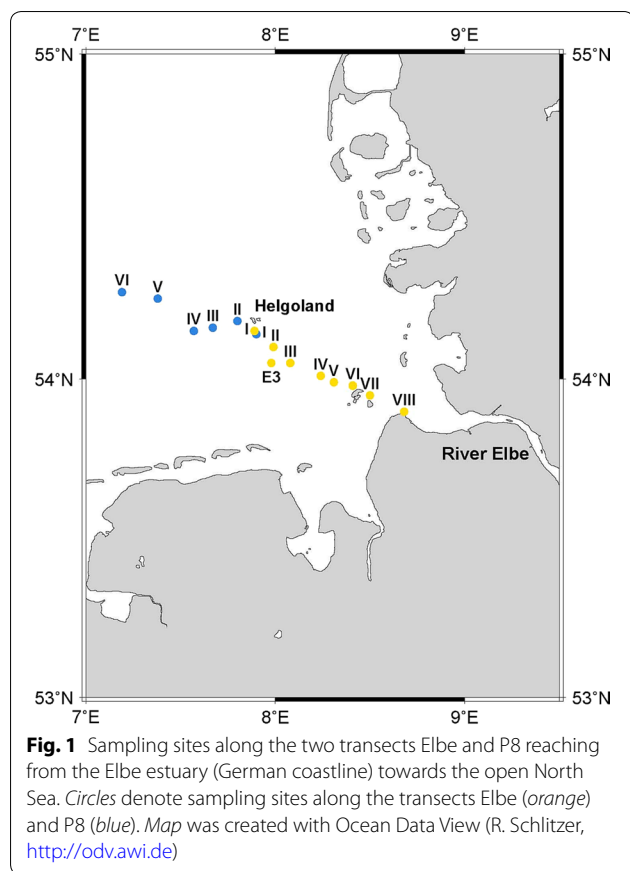 7°E 8°E 9°E
55°N 55°N
VI
V
Helgoland
II
IV III
I I II
III
E3
54°N 54°N
IV V VI
VII
VIII
River Elbe
53°N 53°N
7°E 8°E 9°E
Fig. 1 Sampling sites along the two transects Elbe and P8 reaching
from the Elbe estuary (German coastline) towards the open North
Sea. Circles denote sampling sites along the transects Elbe (orange)
and P8 (blue). Map was created with Ocean Data View (R. Schlitzer,
http://odv.awi.de)